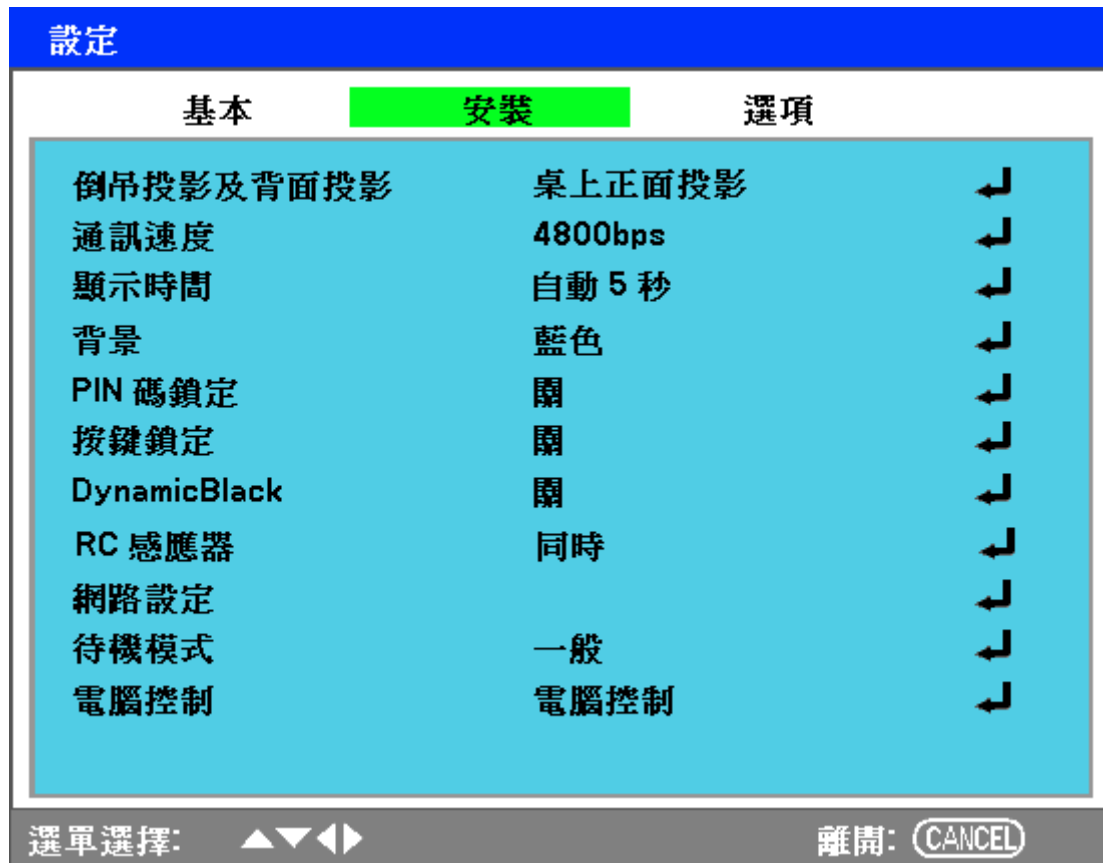 設定
基本 安裝 選項
倒吊投影及背面投影 桌上正面投影
通訊速度 4800bps
顯示時間 自動 5 秒
背景 藍色
PIN 碼鎖定 關
按鍵鎖定 關
DynamicBlack 關
RC 感應器 同時
網路設定
待機模式 一般
電腦控制 電腦控制
選單選擇: ▲▼◀▶ 離開: CANCEL